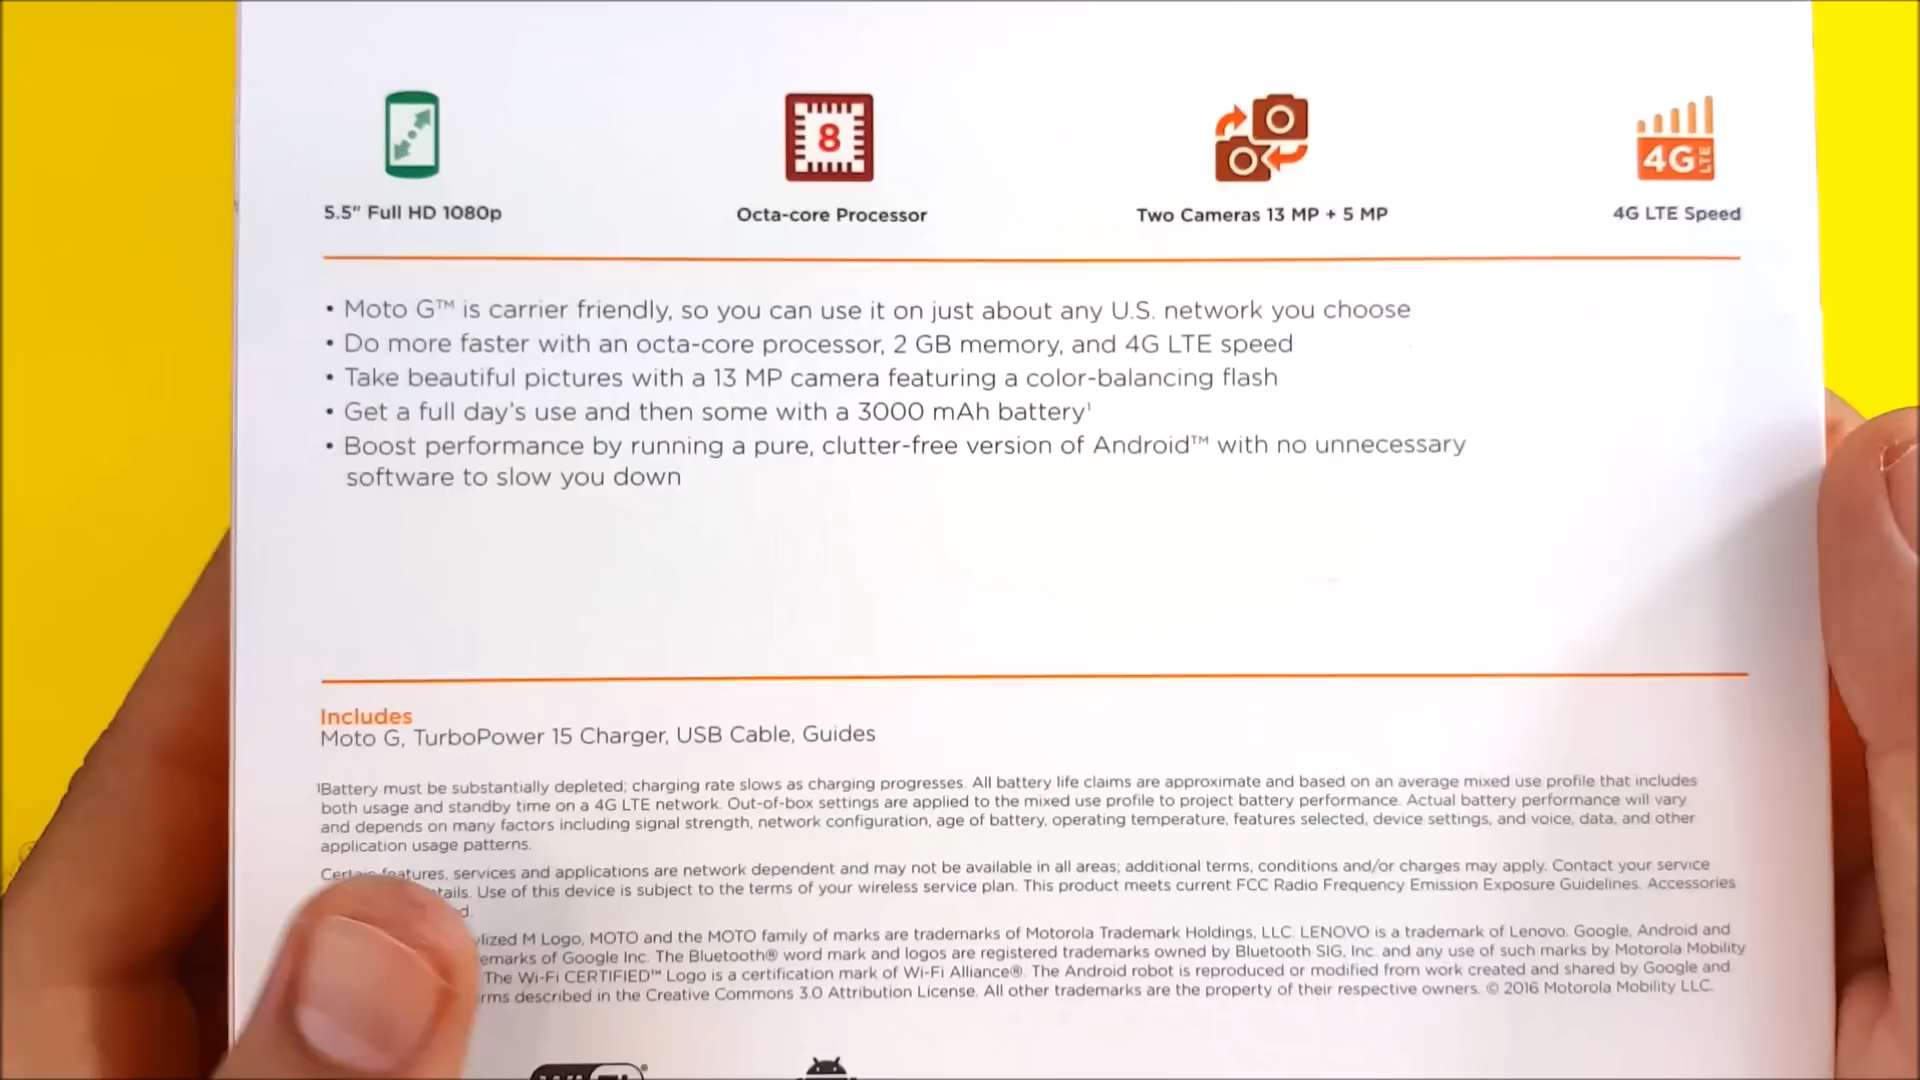 8
4G LTE
5.5" Full HD 1080p
Octa-core Processor
Two Cameras 13 MP + 5 MP
4G LTE Speed
• Moto G™ is carrier friendly, so you can use it on just about any U.S. network you choose
• Do more faster with an octa-core processor, 2 GB memory, and 4G LTE speed
• Take beautiful pictures with a 13 MP camera featuring a color-balancing flash
• Get a full day's use and then some with a 3000 mAh battery¹
• Boost performance by running a pure, clutter-free version of Android™ with no unnecessary
software to slow you down
Includes
Moto G, TurboPower 15 Charger, USB Cable, Guides
¹Battery must be substantially depleted; charging rate slows as charging progresses. All battery life claims are approximate and based on an average mixed use profile that includes
both usage and standby time on a 4G LTE network. Out-of-box settings are applied to the mixed use profile to project battery performance. Actual battery performance will vary
and depends on many factors including signal strength, network configuration, age of battery, operating temperature, features selected, device settings, and voice, data, and other
application usage patterns.
Certain features, services and applications are network dependent and may not be available in all areas; additional terms, conditions and/or charges may apply. Contact your service
Use of this device is subject to the terms of your wireless service plan. This product meets current FCC Radio Frequency Emission Exposure Guidelines. Accessories
M Logo, MOTO and the MOTO family of marks are trademarks of Motorola Trademark Holdings, LLC. LENOVO is a trademark of Lenovo. Google, Android and
of Google Inc. The Bluetooth® word mark and logos are registered trademarks owned by Bluetooth SIG, Inc. and any use of such marks by Motorola Mobility
The Wi-Fi CERTIFIED™ Logo is a certification mark of Wi-Fi Alliance®. The Android robot is reproduced or modified from work created and shared by Google and
described in the Creative Commons 3.0 Attribution License. All other trademarks are the property of their respective owners. © 2016 Motorola Mobility LLC.